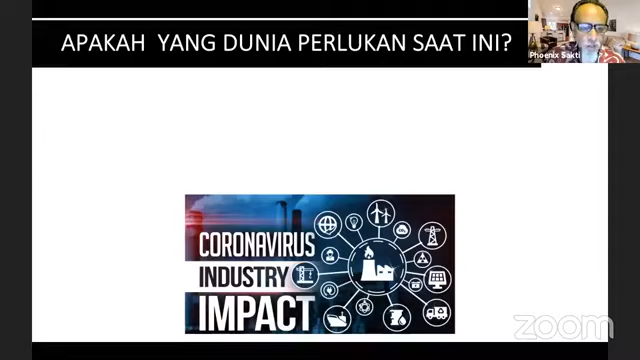 APAKAH YANG DUNIA PERLUKAN SAAT INI?
Phoenix Sakti
CORONAVIRUS
INDUSTRY
IMPACT
zoom